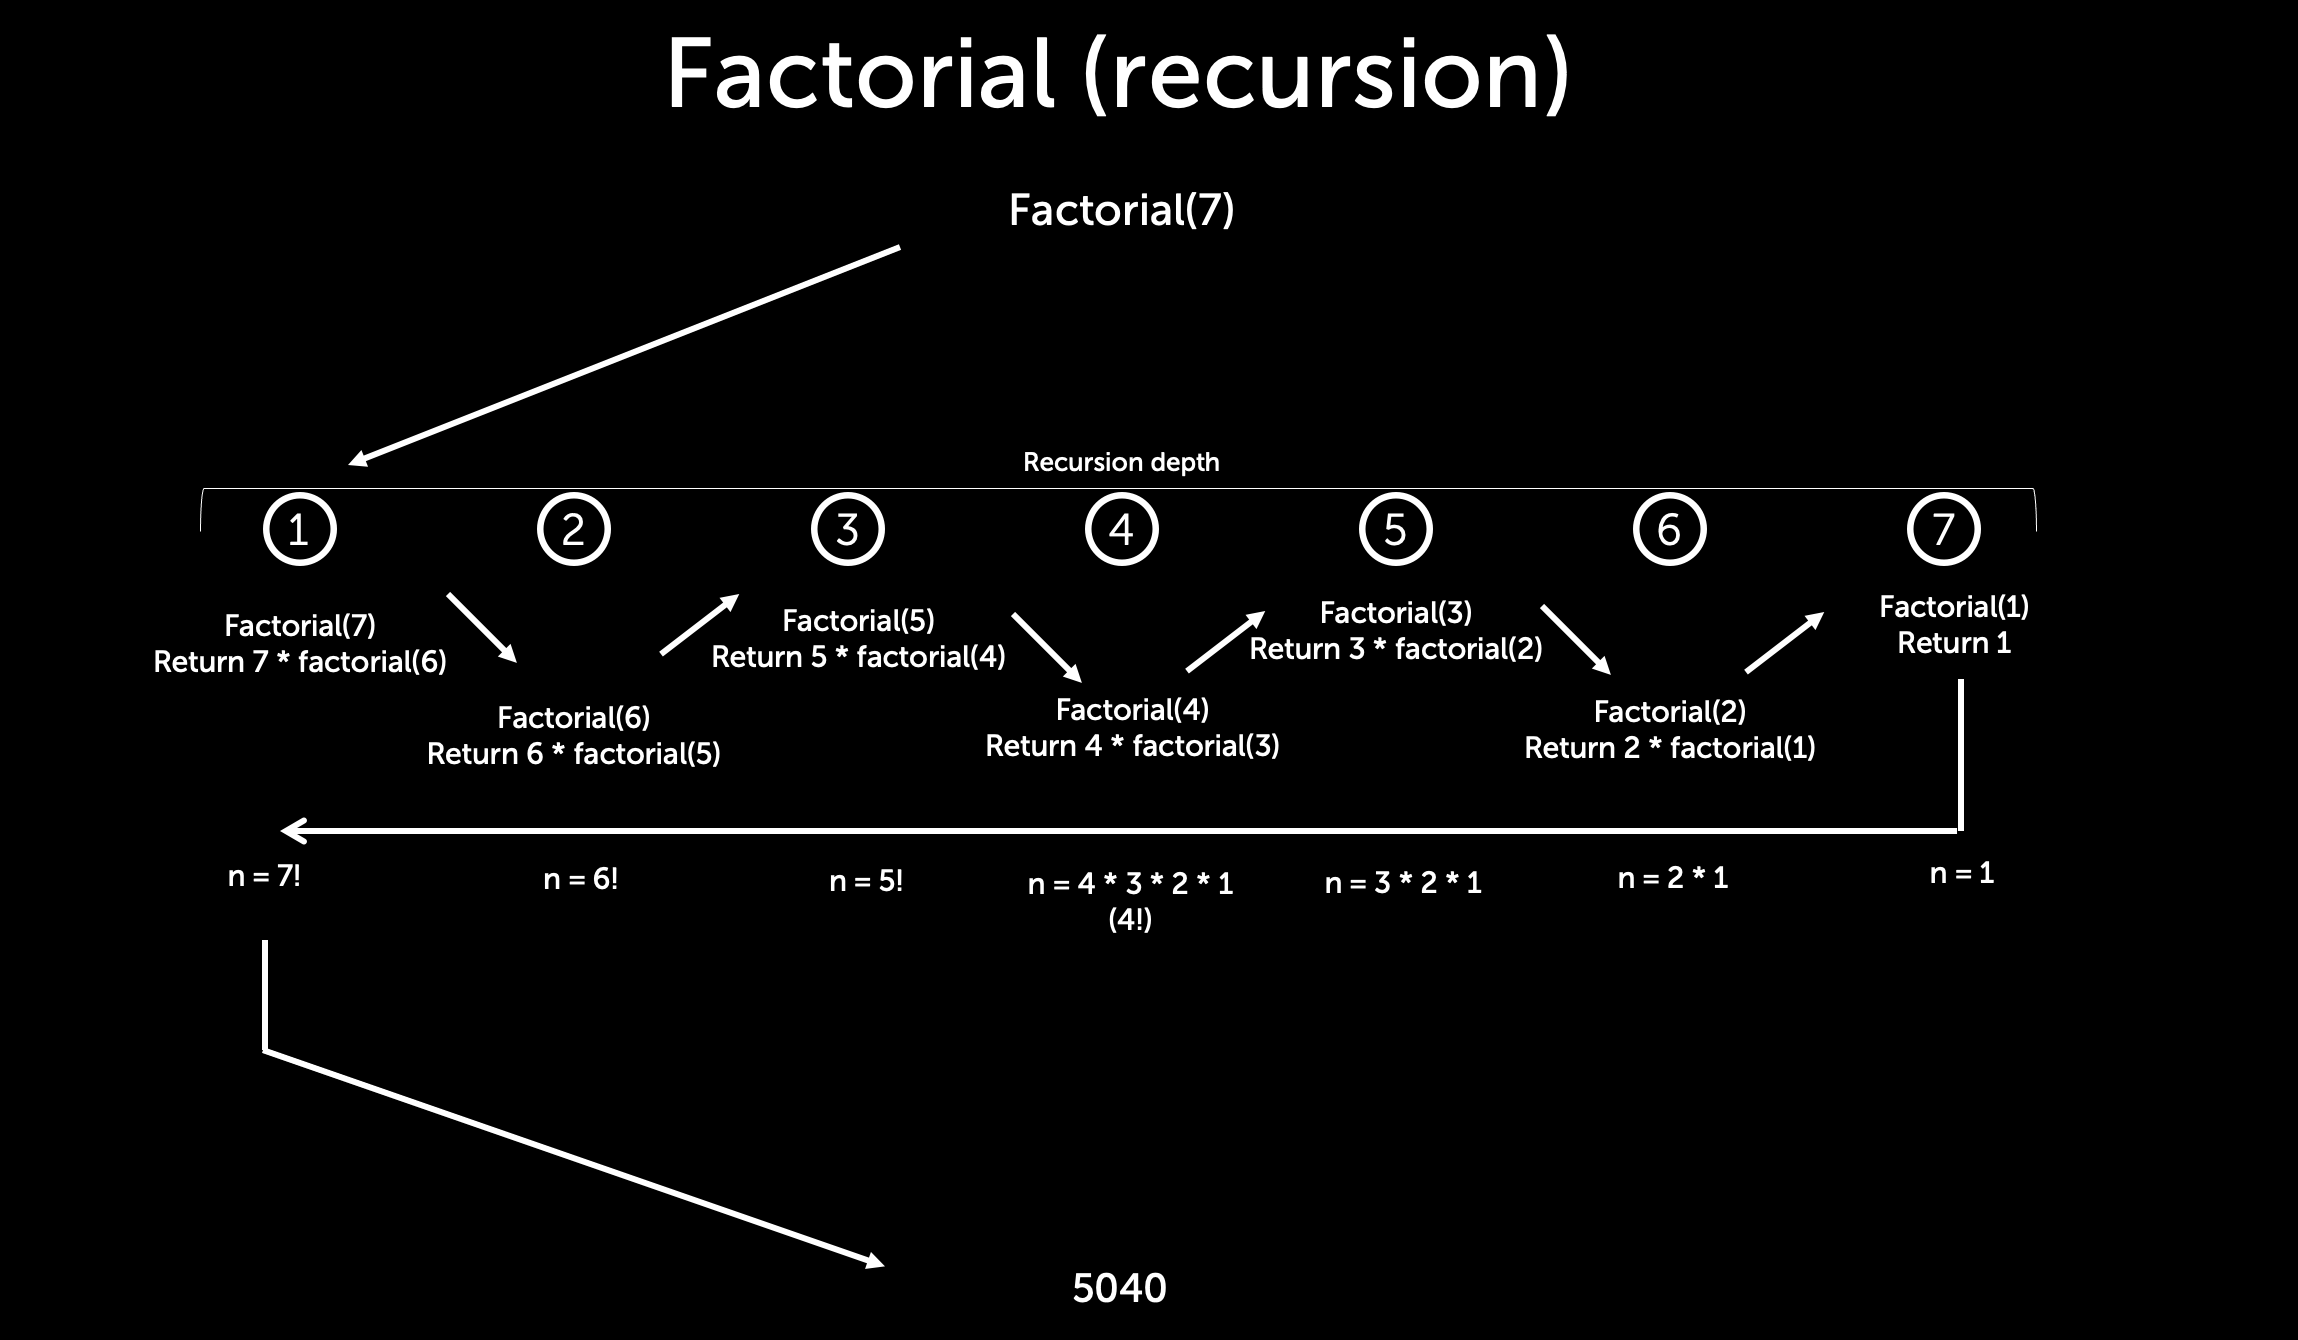 Factorial (recursion)
Factorial(7)
Recursion depth
1
2
3
4
5
6
7
Factorial(7)
Return 7 * factorial(6)
Factorial(6)
Return 6 * factorial(5)
Factorial(5)
Return 5 * factorial(4)
Factorial(4)
Return 4 * factorial(3)
Factorial(3)
Return 3 * factorial(2)
Factorial(2)
Return 2 * factorial(1)
Factorial(1)
Return 1
n = 7!
n = 6!
n = 5!
n = 4 * 3 * 2 * 1
(4!)
n = 3 * 2 * 1
n = 2 * 1
n = 1
5040